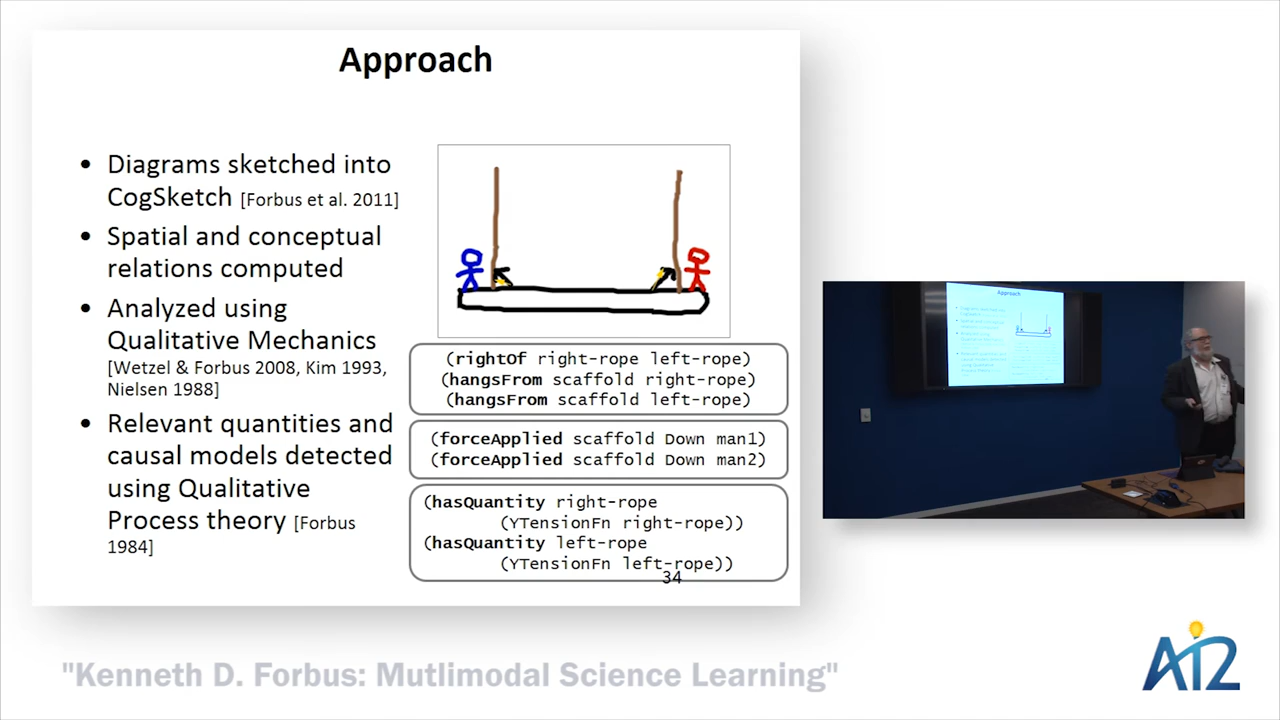 Approach
• Diagrams sketched into
CogSketch [Forbus et al. 2011]
• Spatial and conceptual
relations computed
• Analyzed using
Qualitative Mechanics
[Wetzel & Forbus 2008, Kim 1993,
Nielsen 1988]
• Relevant quantities and
causal models detected
using Qualitative
Process theory [Forbus
1984]
(rightOf right-rope left-rope)
(hangsFrom scaffold right-rope)
(hangsFrom scaffold left-rope)
(forceApplied scaffold Down man1)
(forceApplied scaffold Down man2)
(hasQuantity right-rope
(YTensionFn right-rope))
(hasQuantity left-rope
(YTensionFn left-rope))
34
Approach
"Kenneth D. Forbus: Mutlimodal Science Learning"
AI2